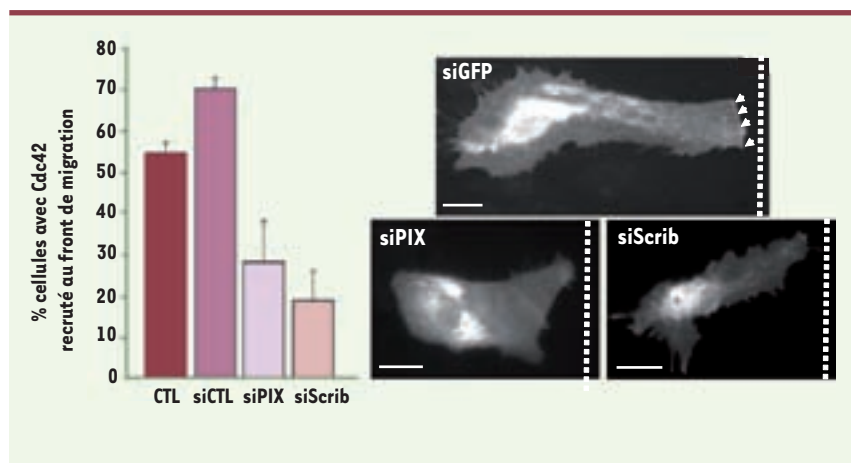 % cellules avec Cdc42
recruté au front de migration
80
70
60
50
40
30
20
10
0
CTL siCTL siPIX siScrib
siGFP
siPIX
siScrib